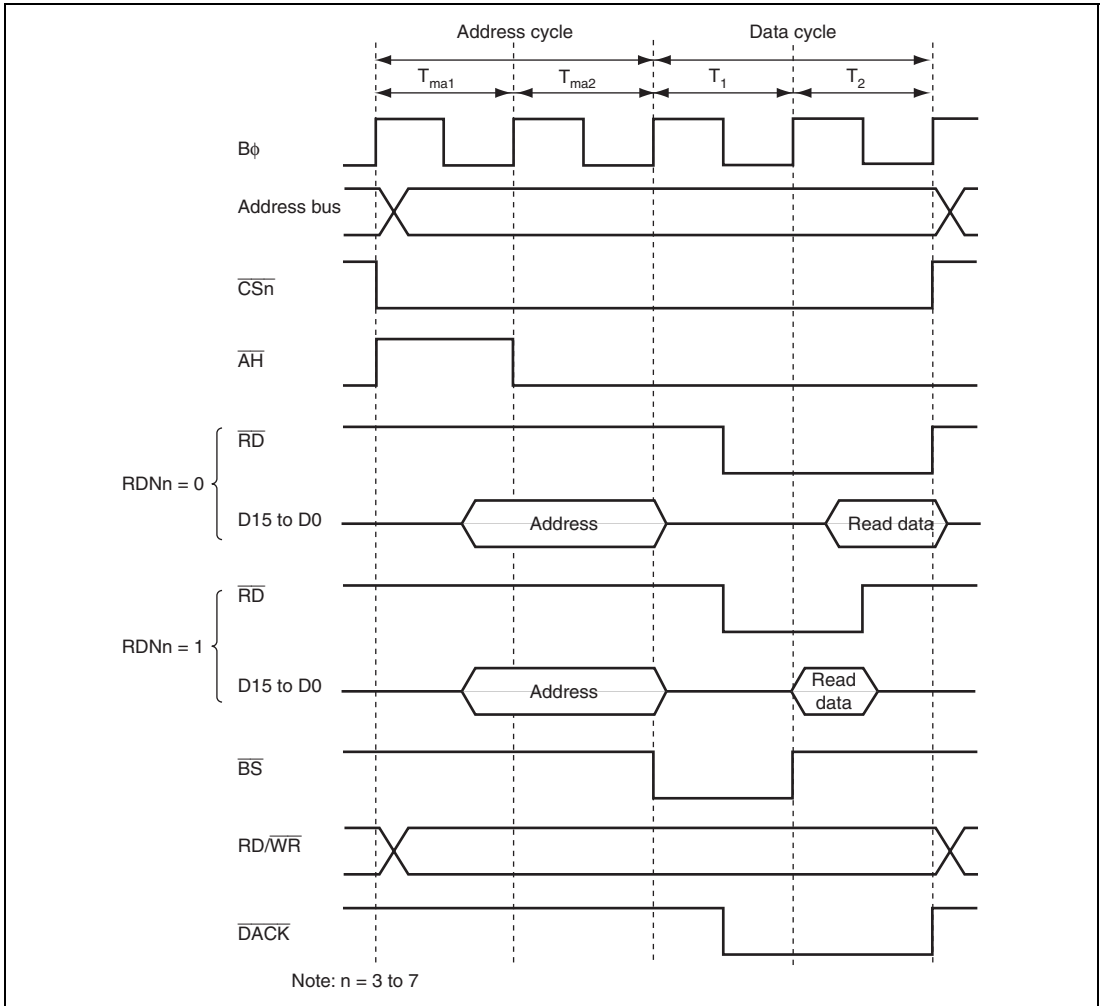 Address cycle Data cycle
Tma1 Tma2 T1 T2
Bφ
Address bus
CSn
AH
RD
RDNn = 0
D15 to D0 Address Read data
RD
RDNn = 1
D15 to D0 Address Read
data
BS
RD/WR
DACK
Note: n = 3 to 7